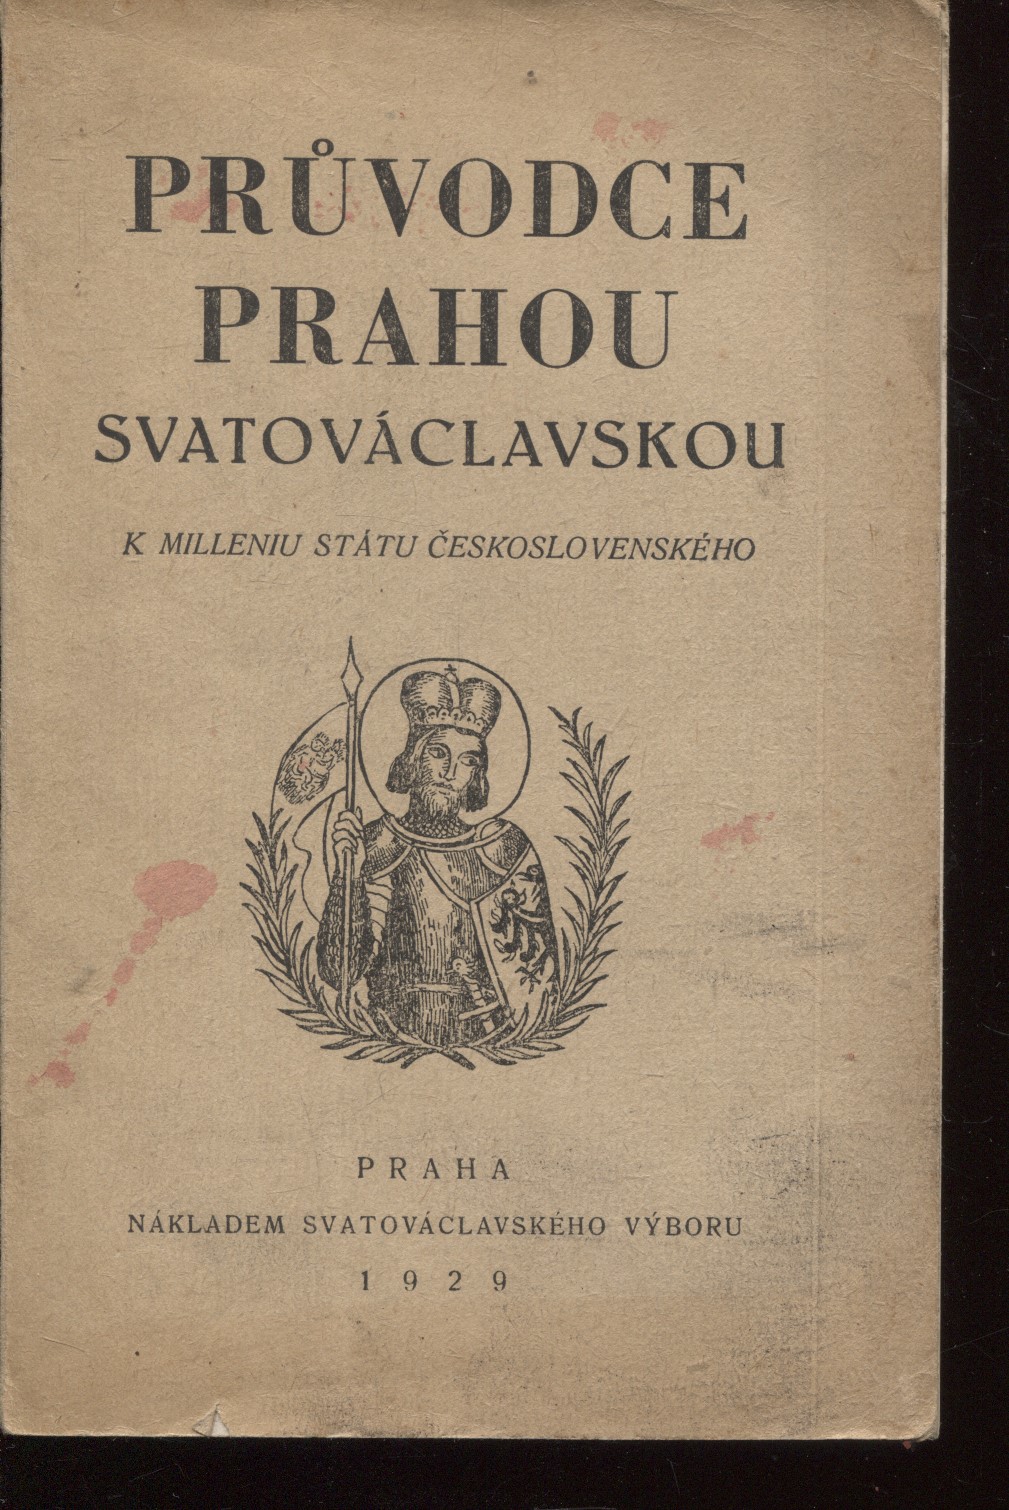 PRŮVODCE
PRAHOU
SVATOVÁCLAVSKOU
K MILLENIU STÁTU ČESKOSLOVENSKÉHO
PRAHA
NÁKLADEM SVATOVÁCLAVSKÉHO VÝBORU
1929